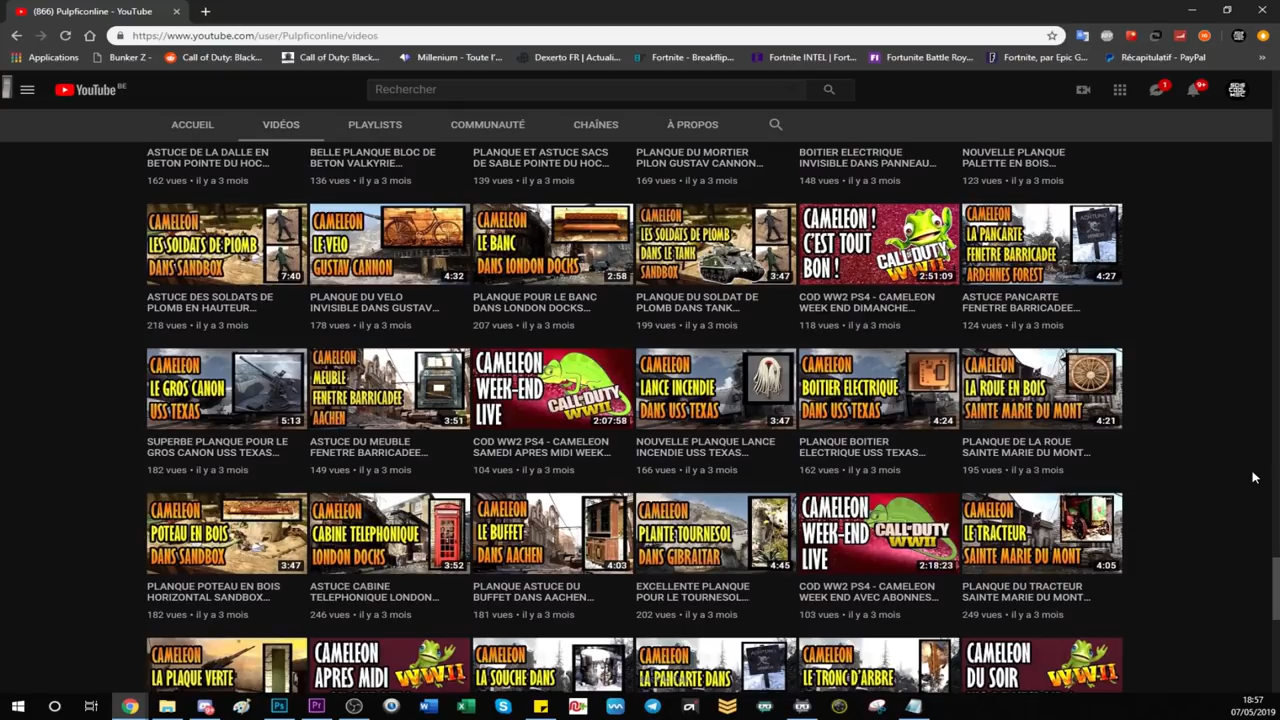 (866) Pulpficonline - YouTube
https://www.youtube.com/user/Pulpficonline/videos
Applications
Bunker Z -
Call of Duty: Black...
Call of Duty: Black...
Millenium - Toute l'...
Dexerto FR | Actuali...
Fortnite - Breakflip...
Fortnite INTEL | Fort...
Fortunite Battle Roy...
Fortnite, par Epic G...
Récapitulatif - PayPal
YouTube BE
Rechercher
1
9+
ACCUEIL
VIDÉOS
PLAYLISTS
COMMUNAUTÉ
CHAÎNES
À PROPOS
ASTUCE DE LA DALLE EN
BETON POINTE DU HOC...
162 vues • il y a 3 mois
BELLE PLANQUE BLOC DE
BETON VALKYRIE...
136 vues • il y a 3 mois
PLANQUE ET ASTUCE SACS
DE SABLE POINTE DU HOC...
139 vues • il y a 3 mois
PLANQUE DU MORTIER
PILON GUSTAV CANNON...
169 vues • il y a 3 mois
BOITIER ELECTRIQUE
INVISIBLE DANS PANNEAU...
148 vues • il y a 3 mois
NOUVELLE PLANQUE
PALETTE EN BOIS...
123 vues • il y a 3 mois
CAMELEON
LES SOLDATS DE PLOMB
DANS SANDBOX
7:40
ASTUCE DES SOLDATS DE
PLOMB EN HAUTEUR...
218 vues • il y a 3 mois
CAMELEON
LE VELO
GUSTAV CANNON
4:32
PLANQUE DU VELO
INVISIBLE DANS GUSTAV...
178 vues • il y a 3 mois
CAMELEON
LE BANC
DANS LONDON DOCKS
2:58
PLANQUE POUR LE BANC
DANS LONDON DOCKS...
207 vues • il y a 3 mois
CAMELEON
LES SOLDATS DE PLOMB
DANS LE TANK
SANDBOX
3:47
PLANQUE DU SOLDAT DE
PLOMB DANS TANK...
199 vues • il y a 3 mois
CAMELEON !
C'EST TOUT
BON !
CALL OF DUTY
WWII
2:51:09
COD WW2 PS4 - CAMELEON
WEEK END DIMANCHE...
118 vues • il y a 3 mois
CAMELEON
LA PANCARTE
FENETRE BARRICADEE
ARDENNES FOREST
ACHTUNG
4:27
ASTUCE PANCARTE
FENETRE BARRICADEE...
124 vues • il y a 3 mois
CAMELEON
LE GROS CANON
USS TEXAS
5:13
SUPERBE PLANQUE POUR LE
GROS CANON USS TEXAS...
182 vues • il y a 3 mois
CAMELEON
MEUBLE
FENETRE BARRICADEE
AACHEN
3:51
ASTUCE DU MEUBLE
FENETRE BARRICADEE...
149 vues • il y a 3 mois
CAMELEON
WEEK-END
LIVE
CALL OF DUTY
WWII
2:07:58
COD WW2 PS4 - CAMELEON
SAMEDI APRES MIDI WEEK...
104 vues • il y a 3 mois
CAMELEON
LANCE INCENDIE
DANS USS TEXAS
3:47
NOUVELLE PLANQUE LANCE
INCENDIE USS TEXAS...
166 vues • il y a 3 mois
CAMELEON
BOITIER ELECTRIQUE
DANS USS TEXAS
4:24
PLANQUE BOITIER
ELECTRIQUE USS TEXAS...
162 vues • il y a 3 mois
CAMELEON
LA ROUE EN BOIS
SAINTE MARIE DU MONT
4:21
PLANQUE DE LA ROUE
SAINTE MARIE DU MONT...
195 vues • il y a 3 mois
CAMELEON
POTEAU EN BOIS
DANS SANDBOX
3:47
PLANQUE POTEAU EN BOIS
HORIZONTAL SANDBOX...
182 vues • il y a 3 mois
CAMELEON
CABINE TELEPHONIQUE
LONDON DOCKS
3:52
ASTUCE CABINE
TELEPHONIQUE LONDON...
246 vues • il y a 3 mois
CAMELEON
LE BUFFET
DANS AACHEN
4:03
PLANQUE ASTUCE DU
BUFFET DANS AACHEN...
181 vues • il y a 3 mois
CAMELEON
PLANTE TOURNESOL
DANS GIBRALTAR
4:45
EXCELLENTE PLANQUE
POUR LE TOURNESOL...
202 vues • il y a 3 mois
CAMELEON
WEEK-END
LIVE
CALL OF DUTY
WWII
2:18:23
COD WW2 PS4 - CAMELEON
WEEK END AVEC ABONNES...
103 vues • il y a 3 mois
CAMELEON
LE TRACTEUR
SAINTE MARIE DU MONT
4:05
PLANQUE DU TRACTEUR
SAINTE MARIE DU MONT...
249 vues • il y a 3 mois
CAMELEON
LA PLAQUE VERTE
CAMELEON
APRES MIDI
WWII
CAMELEON
LA SOUCHE DANS
CAMELEON
LA PANCARTE DANS
CAMELEON
LE TRONC D'ARBRE
CAMELEON
DU SOIR
WWII
18:57
07/05/2019